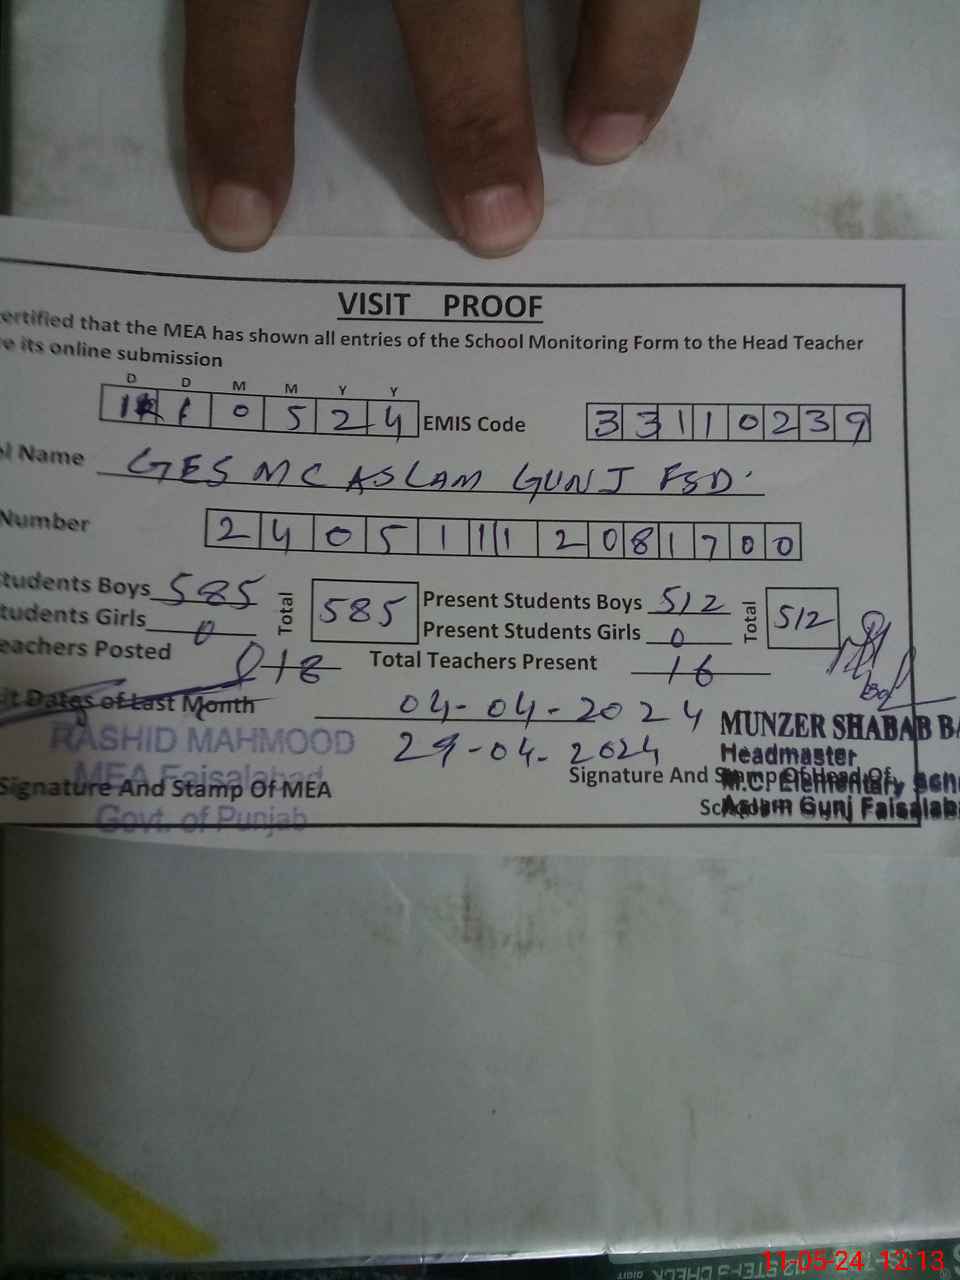 VISIT PROOF
ertified that the MEA has shown all entries of the School Monitoring Form to the Head Teacher
e its online submission
D D M M Y Y
1 1 0 5 2 4 EMIS Code 3 3 1 1 0 2 3 9
l Name GES MC ASLAM GUNJ FSD
Number 2 4 0 5 1 1 1 2 0 8 1 7 0 0
tudents Boys 585 Total 585 Present Students Boys 512 Total 512
tudents Girls 0 Present Students Girls 0
eachers Posted 18 Total Teachers Present 16
it Dates of Last Month 04-04-2024
29-04-2024
RASHID MAHMOOD
MEA Faisalabad
Govt. of Punjab
Signature And Stamp Of MEA
MUNZER SHABAB BA
Headmaster
M.C. Elementary
Aslam Gunj Faisalab
Signature And Stamp Of Head Of
11-05-24 12:13